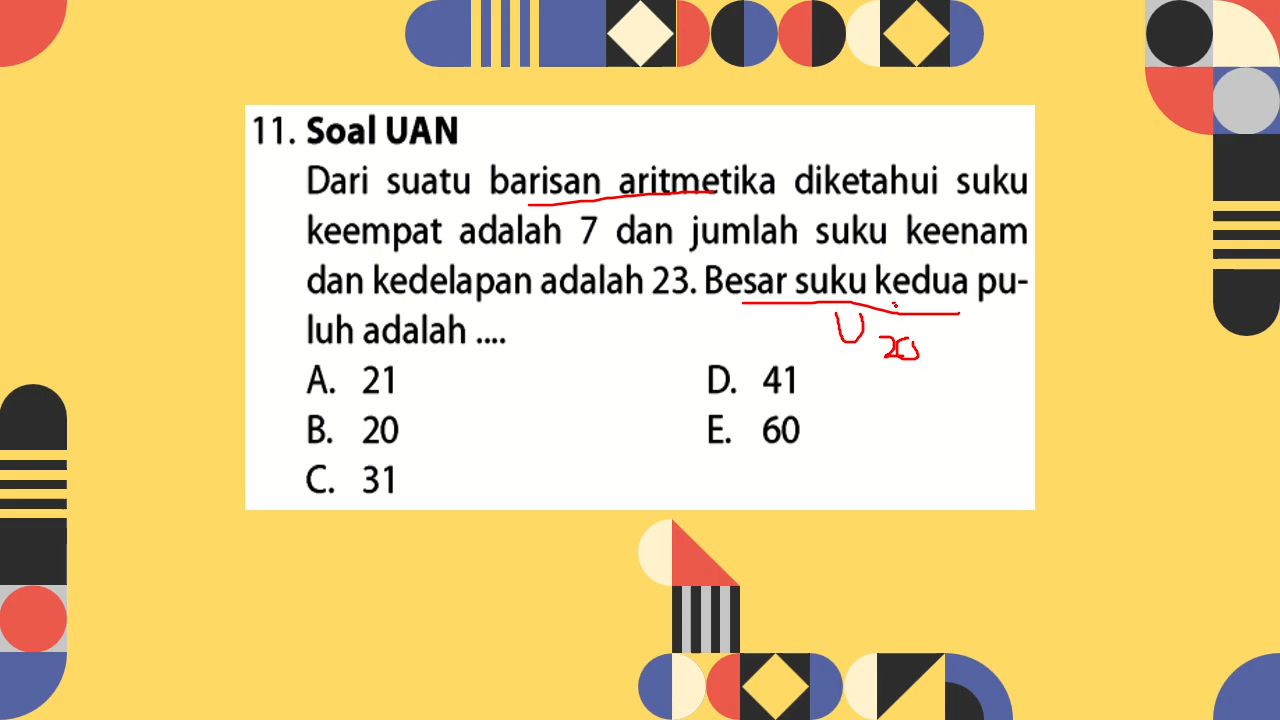 11. Soal UAN
Dari suatu barisan aritmetika diketahui suku
keempat adalah 7 dan jumlah suku keenam
dan kedelapan adalah 23. Besar suku kedua pu-
luh adalah ....
U 20
A. 21
B. 20
C. 31
D. 41
E. 60